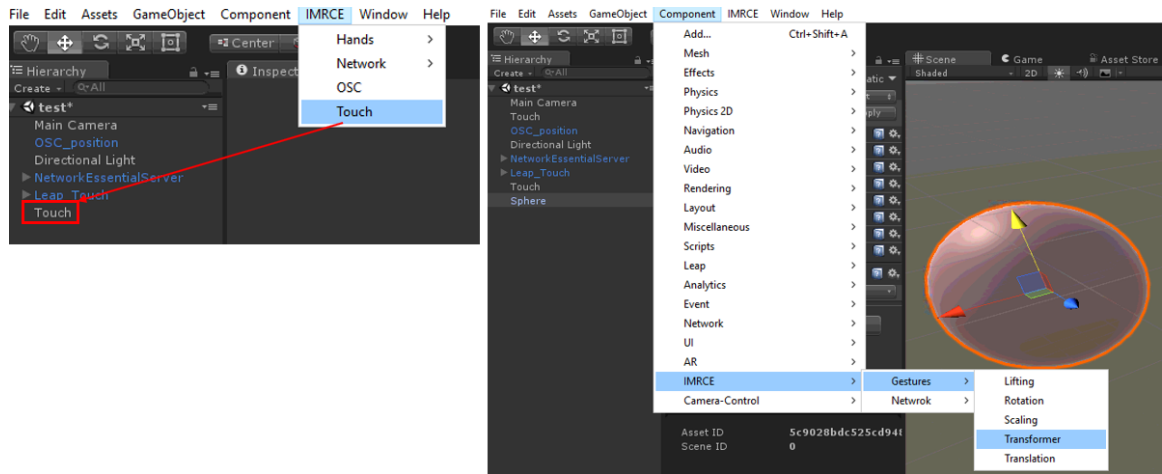 File Edit Assets GameObject Component IMRCE Window Help
Center
Hierarchy
Create
All
test*
Main Camera
OSC_position
Directional Light
NetworkEssentialServer
Leap_Touch
Touch
Inspect
Hands
Network
OSC
Touch
File Edit Assets GameObject Component IMRCE Window Help
Hierarchy
Create
All
test*
Main Camera
Touch
OSC_position
Directional Light
NetworkEssentialServer
Leap_Touch
Touch
Sphere
Add... Ctrl+Shift+A
Mesh
Effects
Physics
Physics 2D
Navigation
Audio
Video
Rendering
Layout
Miscellaneous
Scripts
Leap
Analytics
Event
Network
UI
AR
IMRCE
Camera-Control
Gestures
Netwrok
Lifting
Rotation
Scaling
Transformer
Translation
Asset ID 5c9028bdc525cd948
Scene ID 0
Scene Game Asset Store
Shaded 2D